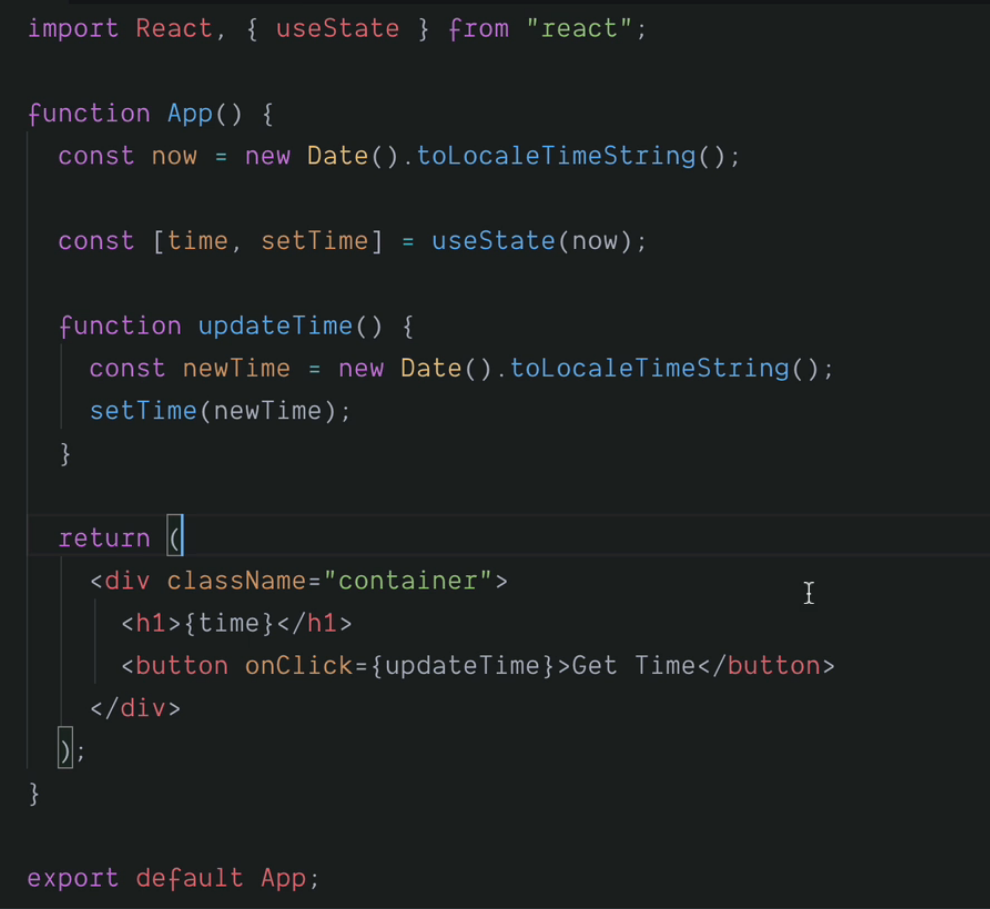 import React, { useState } from "react";
function App() {
const now = new Date().toLocaleTimeString();
const [time, setTime] = useState(now);
function updateTime() {
const newTime = new Date().toLocaleTimeString();
setTime(newTime);
}
return (
<div className="container">
<h1>{time}</h1>
<button onClick={updateTime}>Get Time</button>
</div>
);
}
export default App;